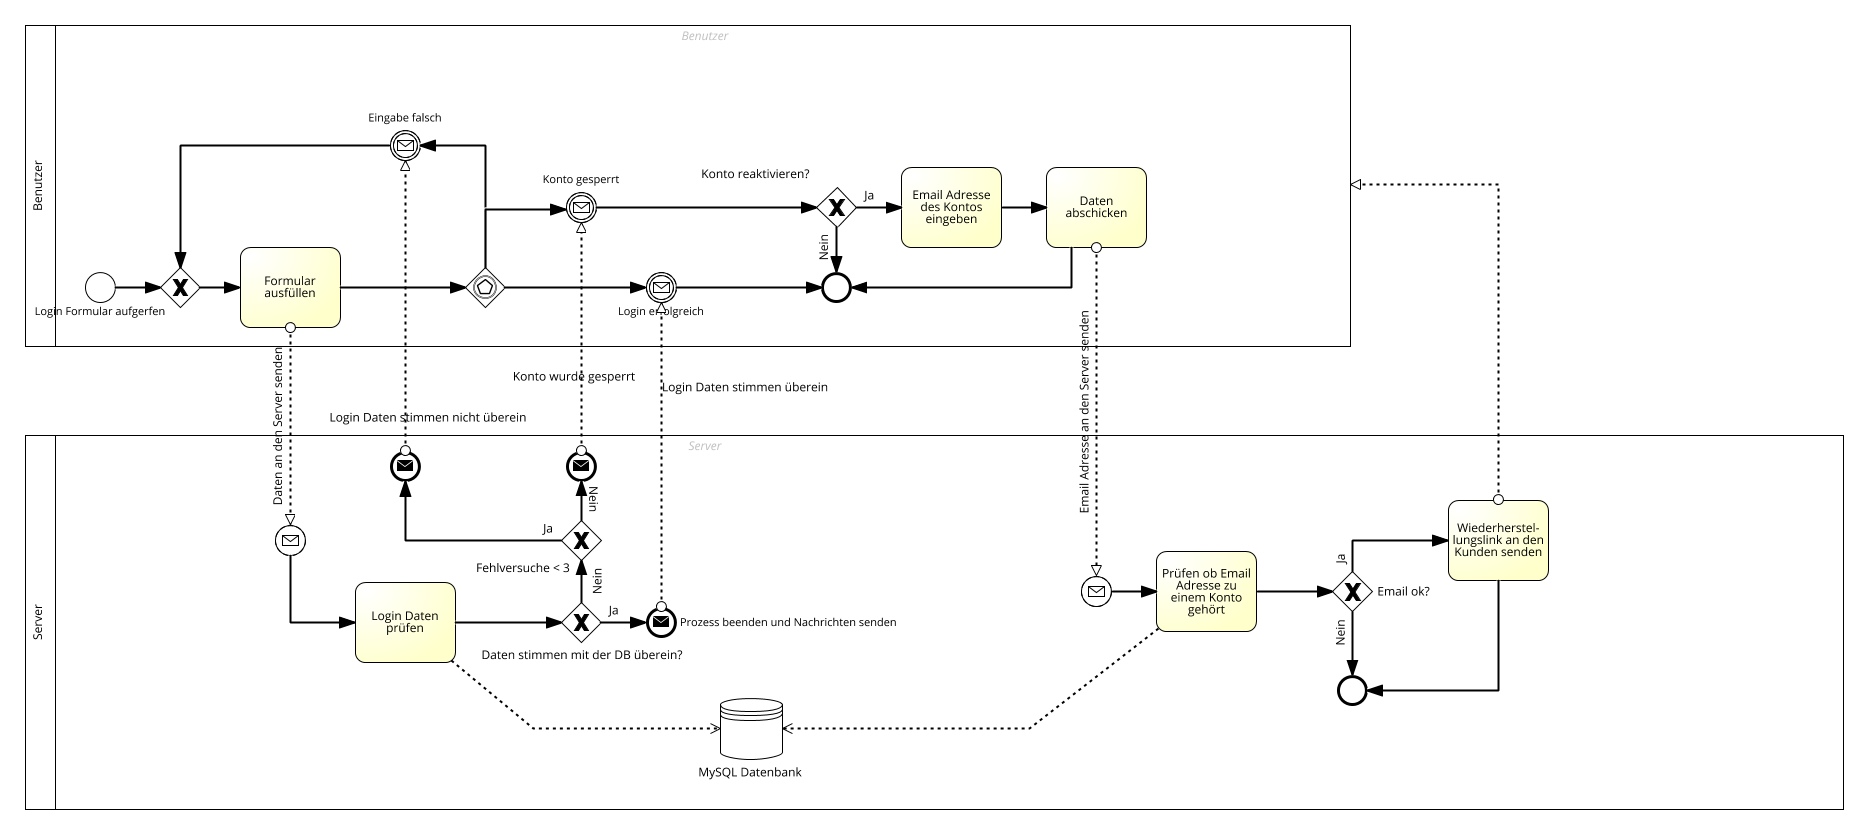 Benutzer
Benutzer
Eingabe falsch
Konto gesperrt
Konto reaktivieren?
Ja
Nein
Email Adresse
des Kontos
eingeben
Daten
abschicken
Formular
ausfüllen
Login Formular aufgerfen
Login erfolgreich
Daten an den Server senden
Konto wurde gesperrt
Login Daten stimmen überein
Login Daten stimmen nicht überein
Email Adresse an den Server senden
Server
Server
Nein
Ja
Fehlversuche < 3
Nein
Ja
Login Daten
prüfen
Prozess beenden und Nachrichten senden
Daten stimmen mit der DB überein?
Prüfen ob Email
Adresse zu
einem Konto
gehört
Ja
Email ok?
Nein
Wiederherstel-
lungslink an den
Kunden senden
MySQL Datenbank